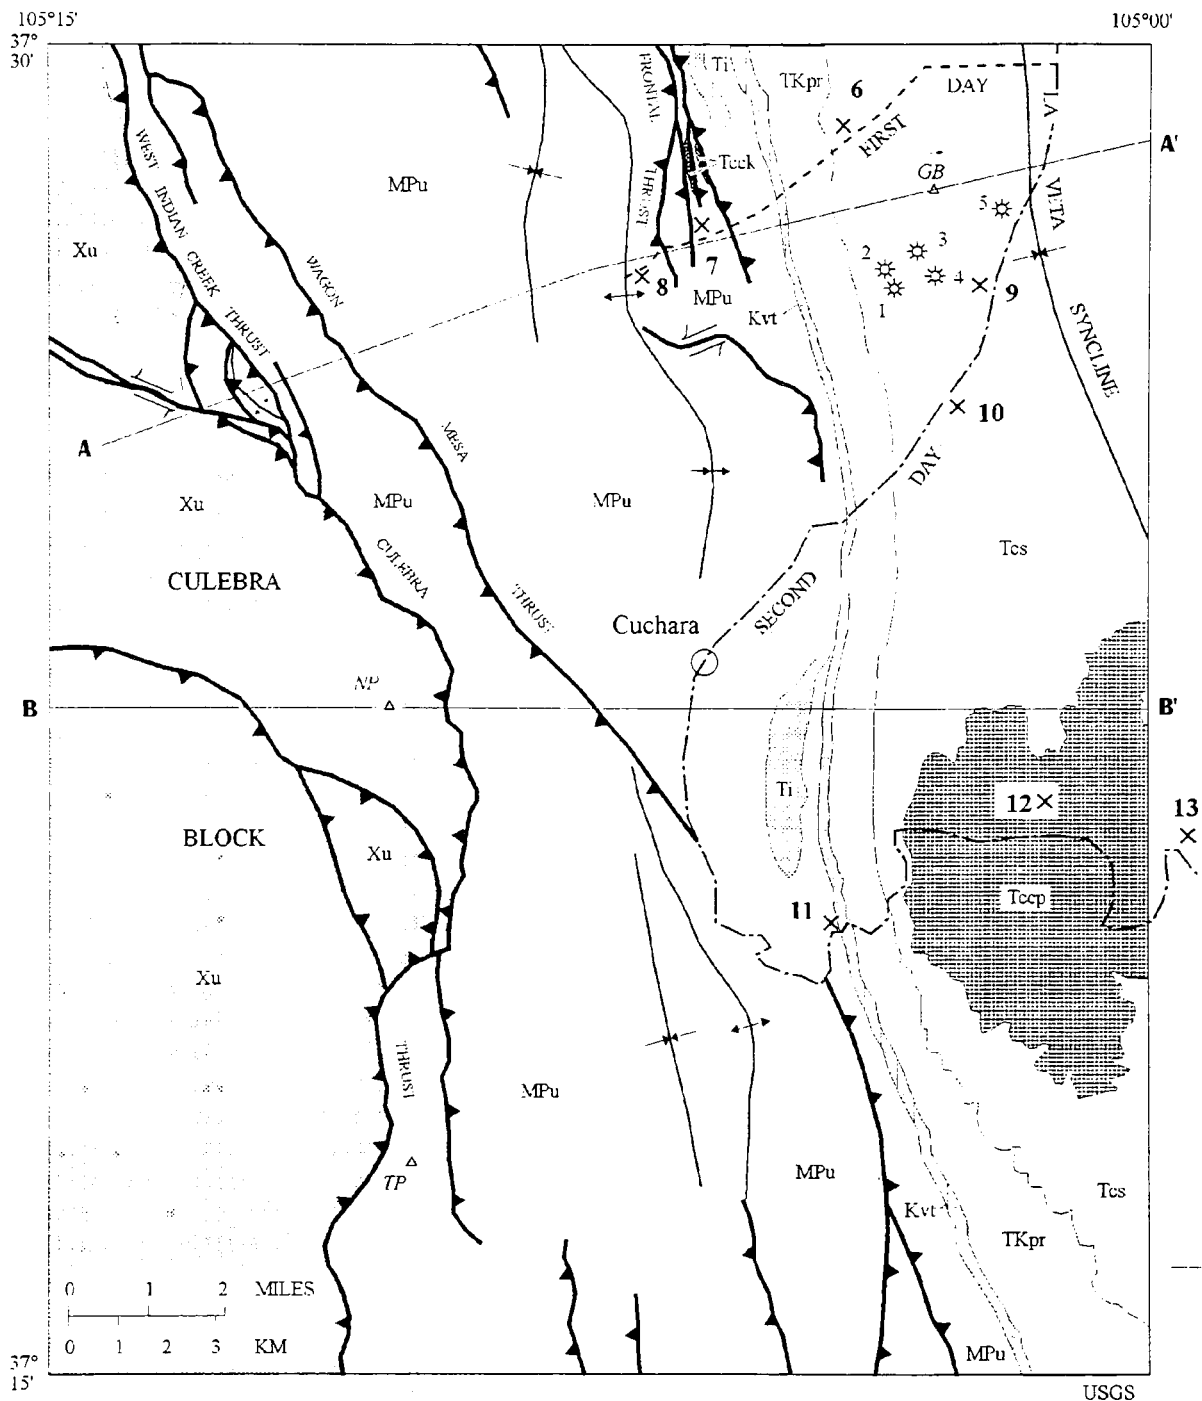 105°15'
105°00'
37°
30'
Ti
TKpr
6
DAY
LA
FIRST
FRONTAL
THRUST
Tcck
A'
WEST INDIAN CREEK THRUST
MPu
GB
VETA
5
Xu
WAGON
3
2
4
7
8
9
1
MPu
Kvt
SYNCLINE
10
A
MESA
DAY
Xu
MPu
MPu
Tcs
CULEBRA
CULEBRA
THRUST
SECOND
Cuchara
NP
B
B'
Ti
12
13
BLOCK
Xu
Tccp
11
Xu
THRUST
MPu
TP
MPu
Tcs
Kvt
TKpr
0 1 2 MILES
0 1 2 3 KM
MPu
37°
15'
USGS